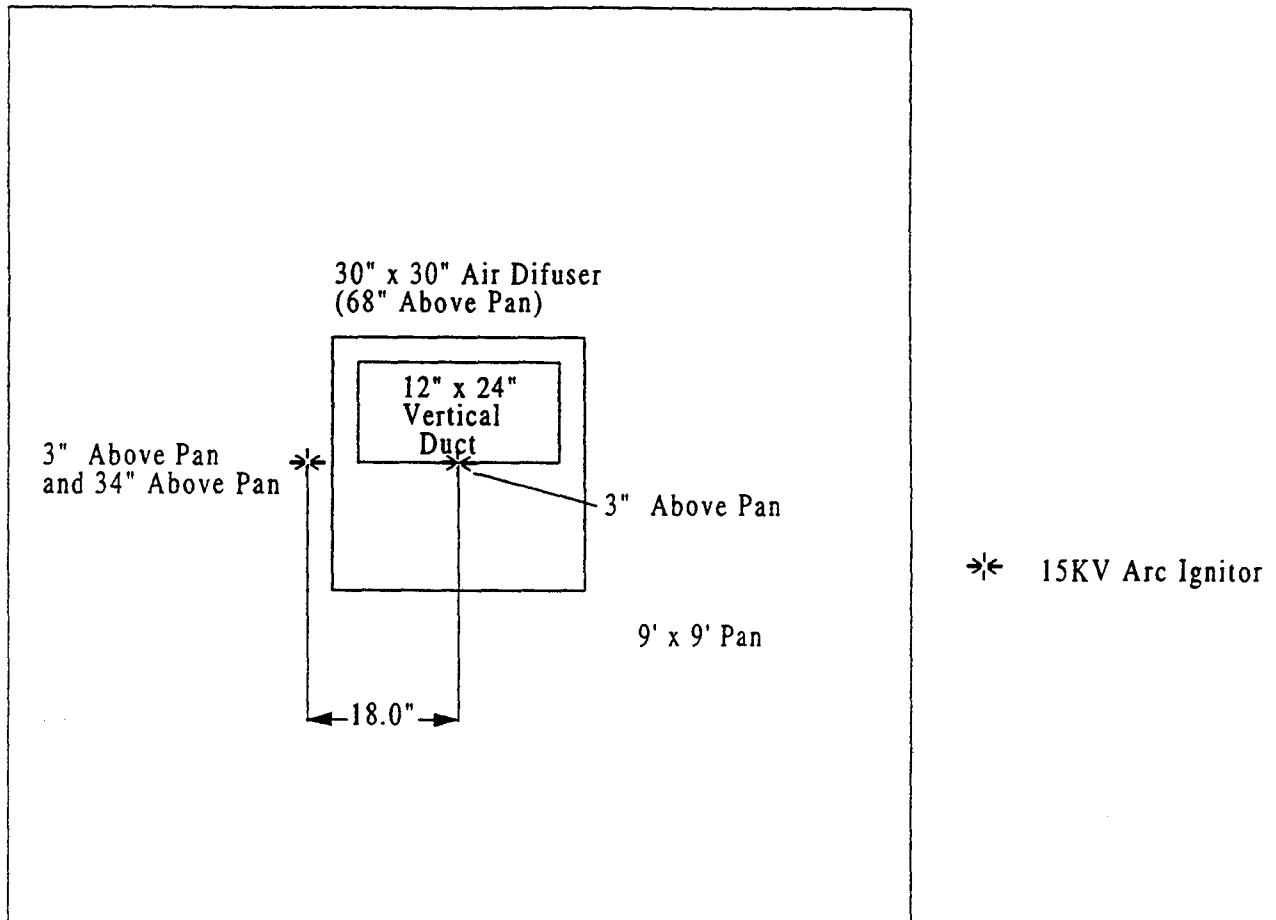 30" x 30" Air Difuser
(68" Above Pan)
12" x 24"
Vertical
Duct
3" Above Pan
and 34" Above Pan
3" Above Pan
15KV Arc Ignitor
9' x 9' Pan
18.0"